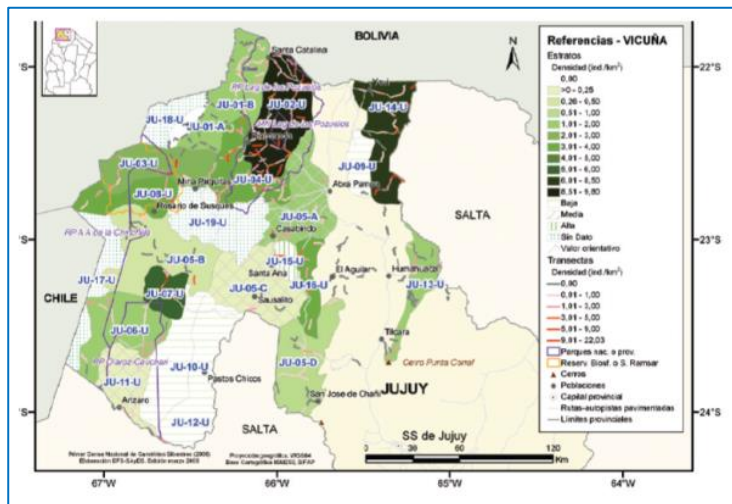 BOLIVIA
Santa Catalina
JU-01-B
JU-02-U
JU-14-U
JU-18-U
JU-01-A
JU-03-U
JU-04-U
JU-09-U
Mina Pirquitas
Abra Pampa
Rosario de Susques
JU-19-U
JU-05-A
SALTA
Casabindo
JU-05-B
JU-15-U
Santa Ana
El Aguilar
Humahuaca
JU-17-U
JU-07-U
JU-05-C
JU-16-U
JU-13-U
CHILE
Sausalito
JU-06-U
Tilcara
JU-10-U
JU-05-D
JUJUY
JU-11-U
Pastos Chicos
San Jose de Chañi
JU-12-U
SALTA
SS de Jujuy
Referencias - VICUÑA
Estratos
Densidad (ind./km²)
0,00
>0 - 0,25
0,26 - 0,50
0,51 - 1,00
1,01 - 2,00
2,01 - 3,00
3,01 - 4,00
4,01 - 5,00
5,01 - 6,00
6,01 - 8,50
8,51 - 9,80
Baja
Media
Alta
Sin Dato
Valor orientativo
Transectas
Densidad (ind./km²)
0,00
0,01 - 1,00
1,01 - 3,00
3,01 - 5,00
5,01 - 9,00
9,01 - 22,03
Parques nac. o prov.
Reserv. Biosf. o S. Ramsar
Cerros
Poblaciones
Capital provincial
Rutas-autopistas pavimentadas
Límites provinciales
N
22°S
22°S
23°S
23°S
24°S
24°S
67°W
66°W
65°W
64°W
0
30
60
120
Km